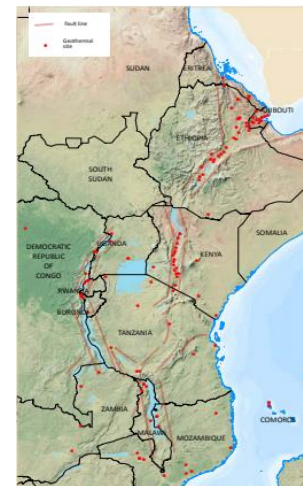 Fault line
Geothermal
site
SUDAN
ERITREA
DJIBOUTI
ETHIOPIA
SOUTH
SUDAN
SOMALIA
DEMOCRATIC
REPUBLIC
OF
CONGO
UGANDA
KENYA
RWANDA
BURUNDI
TANZANIA
ZAMBIA
MALAWI
COMOROS
MOZAMBIQUE